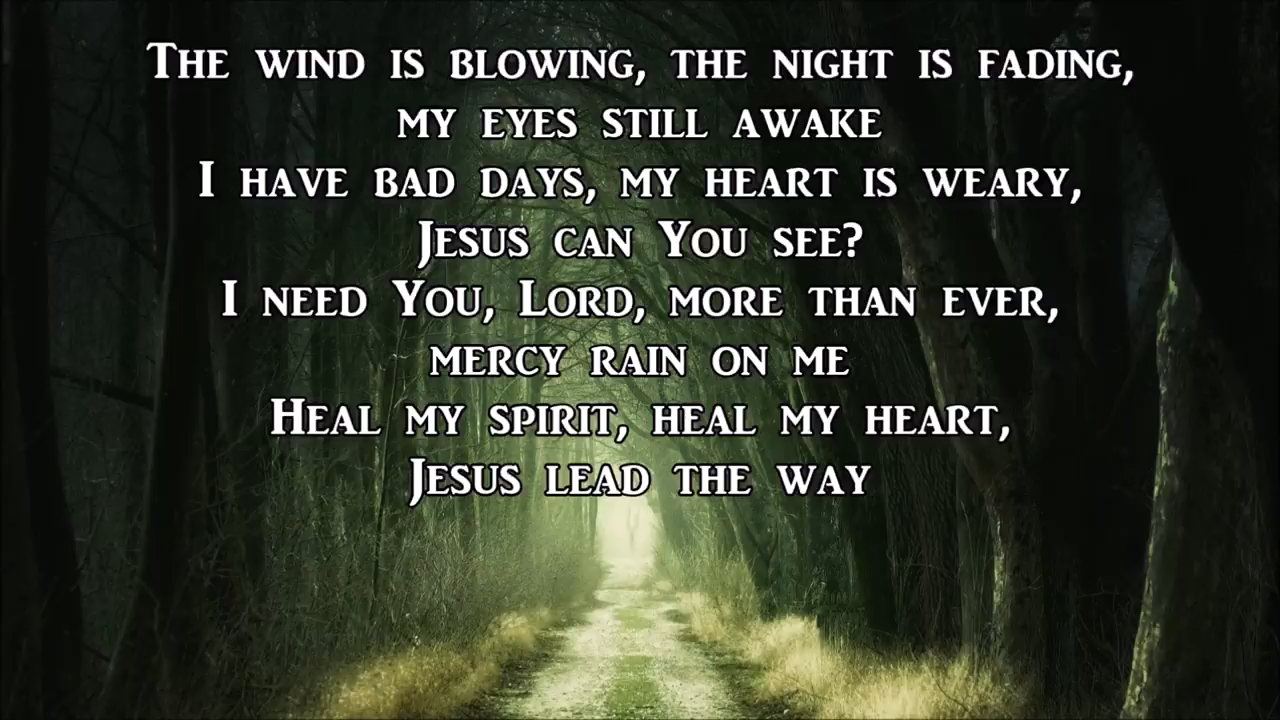 The wind is blowing, the night is fading,
my eyes still awake
I have bad days, my heart is weary,
Jesus can You see?
I need You, Lord, more than ever,
mercy rain on me
Heal my spirit, heal my heart,
Jesus lead the way